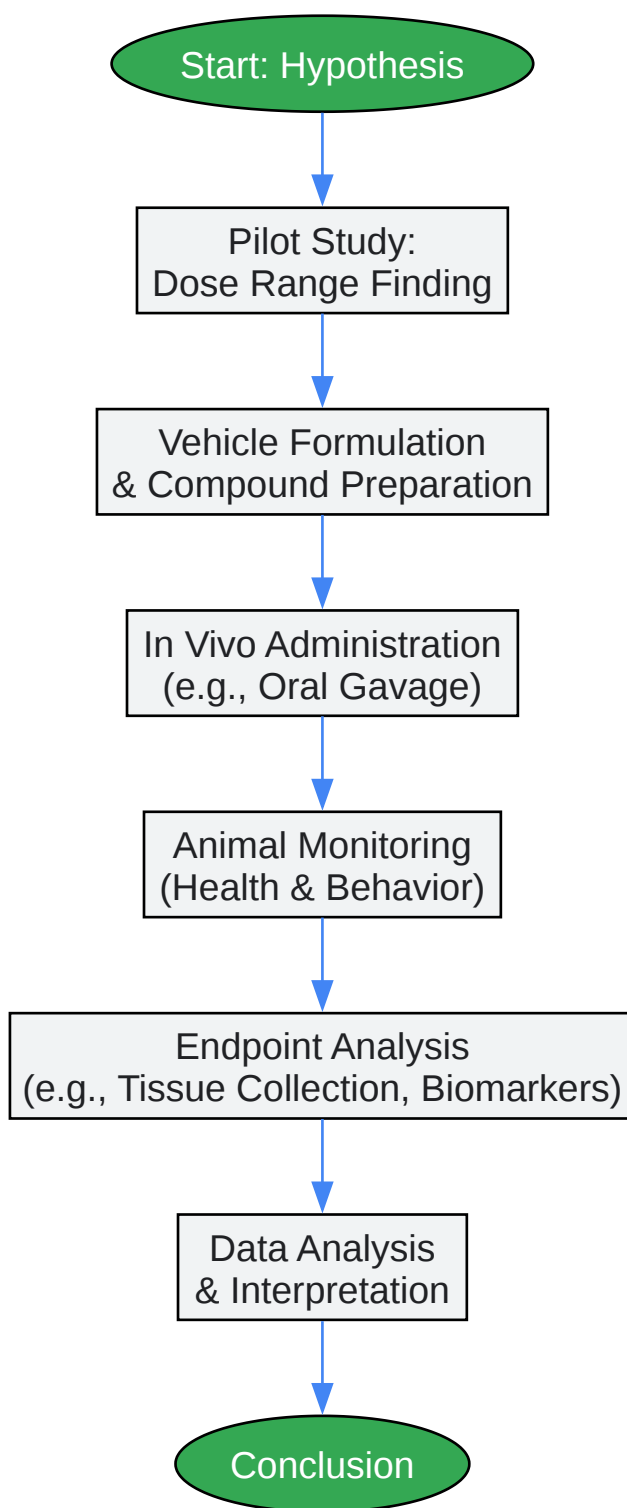 Start: Hypothesis
Pilot Study:
Dose Range Finding
Vehicle Formulation
& Compound Preparation
In Vivo Administration
(e.g., Oral Gavage)
Animal Monitoring
(Health & Behavior)
Endpoint Analysis
(e.g., Tissue Collection, Biomarkers)
Data Analysis
& Interpretation
Conclusion